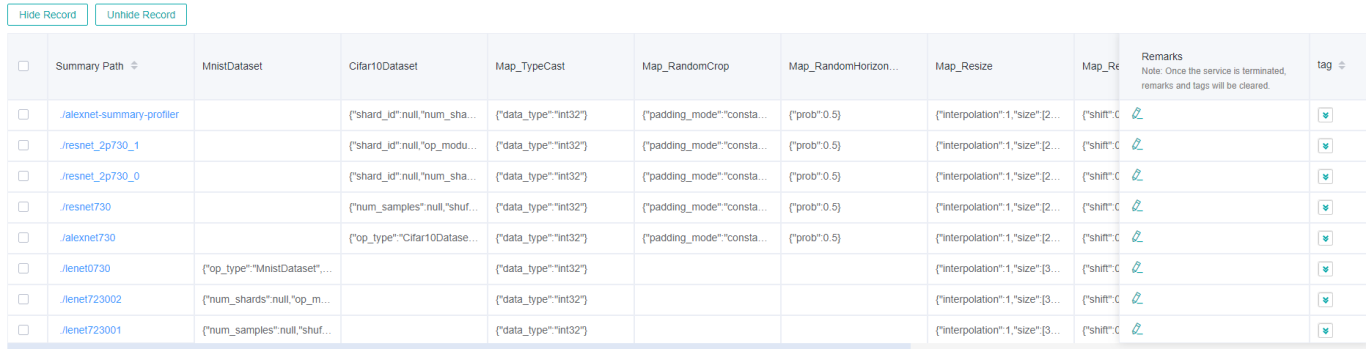 Hide Record Unhide Record
Summary Path MnistDataset Cifar10Dataset Map_TypeCast Map_RandomCrop Map_RandomHorizon... Map_Resize Map_Re Remarks tag
Note: Once the service is terminated,
remarks and tags will be cleared.
./alexnet-summary-profiler {"shard_id":null,"num_sha... {"data_type":"int32"} {"padding_mode":"consta... {"prob":0.5} {"interpolation":1,"size":[2... {"shift":0
./resnet_2p730_1 {"shard_id":null,"op_modu... {"data_type":"int32"} {"padding_mode":"consta... {"prob":0.5} {"interpolation":1,"size":[2... {"shift":0
./resnet_2p730_0 {"shard_id":null,"num_sha... {"data_type":"int32"} {"padding_mode":"consta... {"prob":0.5} {"interpolation":1,"size":[2... {"shift":0
./resnet730 {"num_samples":null,"shuf... {"data_type":"int32"} {"padding_mode":"consta... {"prob":0.5} {"interpolation":1,"size":[2... {"shift":0
./alexnet730 {"op_type":"Cifar10Datase... {"data_type":"int32"} {"padding_mode":"consta... {"prob":0.5} {"interpolation":1,"size":[2... {"shift":0
./lenet0730 {"op_type":"MnistDataset",... {"data_type":"int32"} {"interpolation":1,"size":[3... {"shift":0
./lenet723002 {"num_shards":null,"op_m... {"data_type":"int32"} {"interpolation":1,"size":[3... {"shift":0
./lenet723001 {"num_samples":null,"shuf... {"data_type":"int32"} {"interpolation":1,"size":[3... {"shift":0